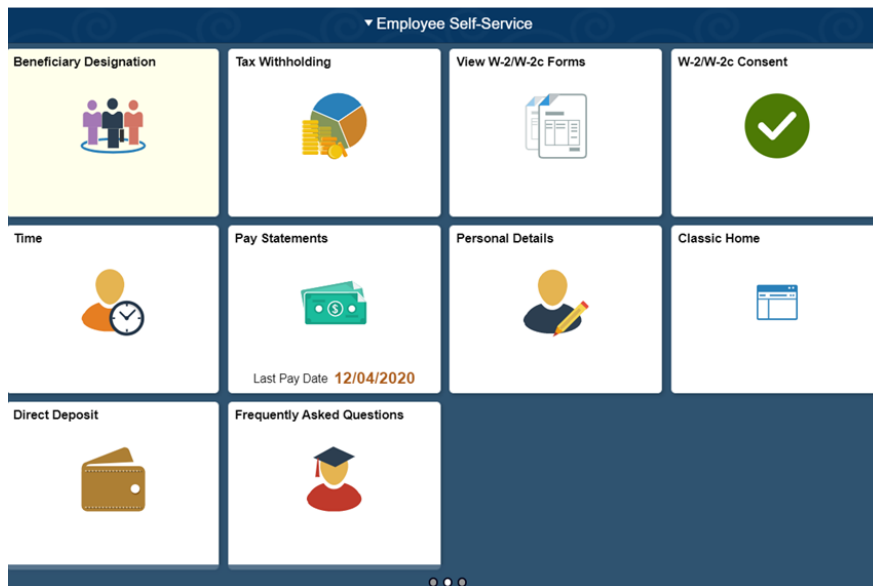 Employee Self-Service
Beneficiary Designation
Tax Withholding
View W-2/W-2c Forms
W-2/W-2c Consent
Time
Pay Statements
Last Pay Date 12/04/2020
Personal Details
Classic Home
Direct Deposit
Frequently Asked Questions